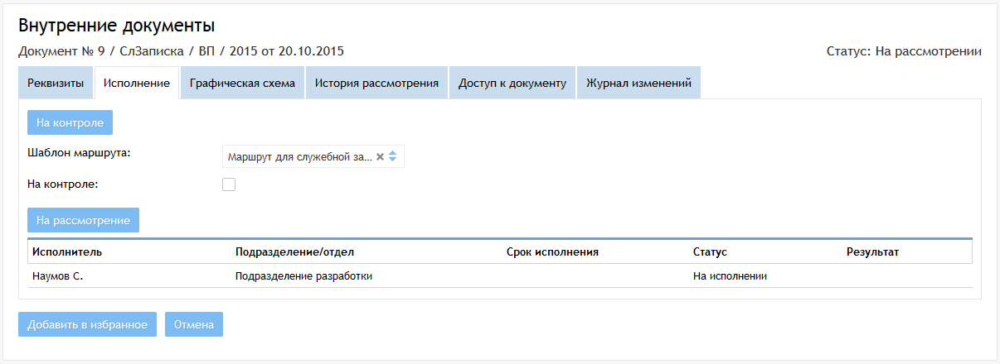 Внутренние документы
Документ № 9 / СлЗаписка / ВП / 2015 от 20.10.2015 Статус: На рассмотрении
Реквизиты Исполнение Графическая схема История рассмотрения Доступ к документу Журнал изменений
На контроле
Шаблон маршрута: Маршрут для служебной за...
На контроле:
На рассмотрение
Исполнитель Подразделение/отдел Срок исполнения Статус Результат
Наумов С. Подразделение разработки На исполнении
Добавить в избранное Отмена